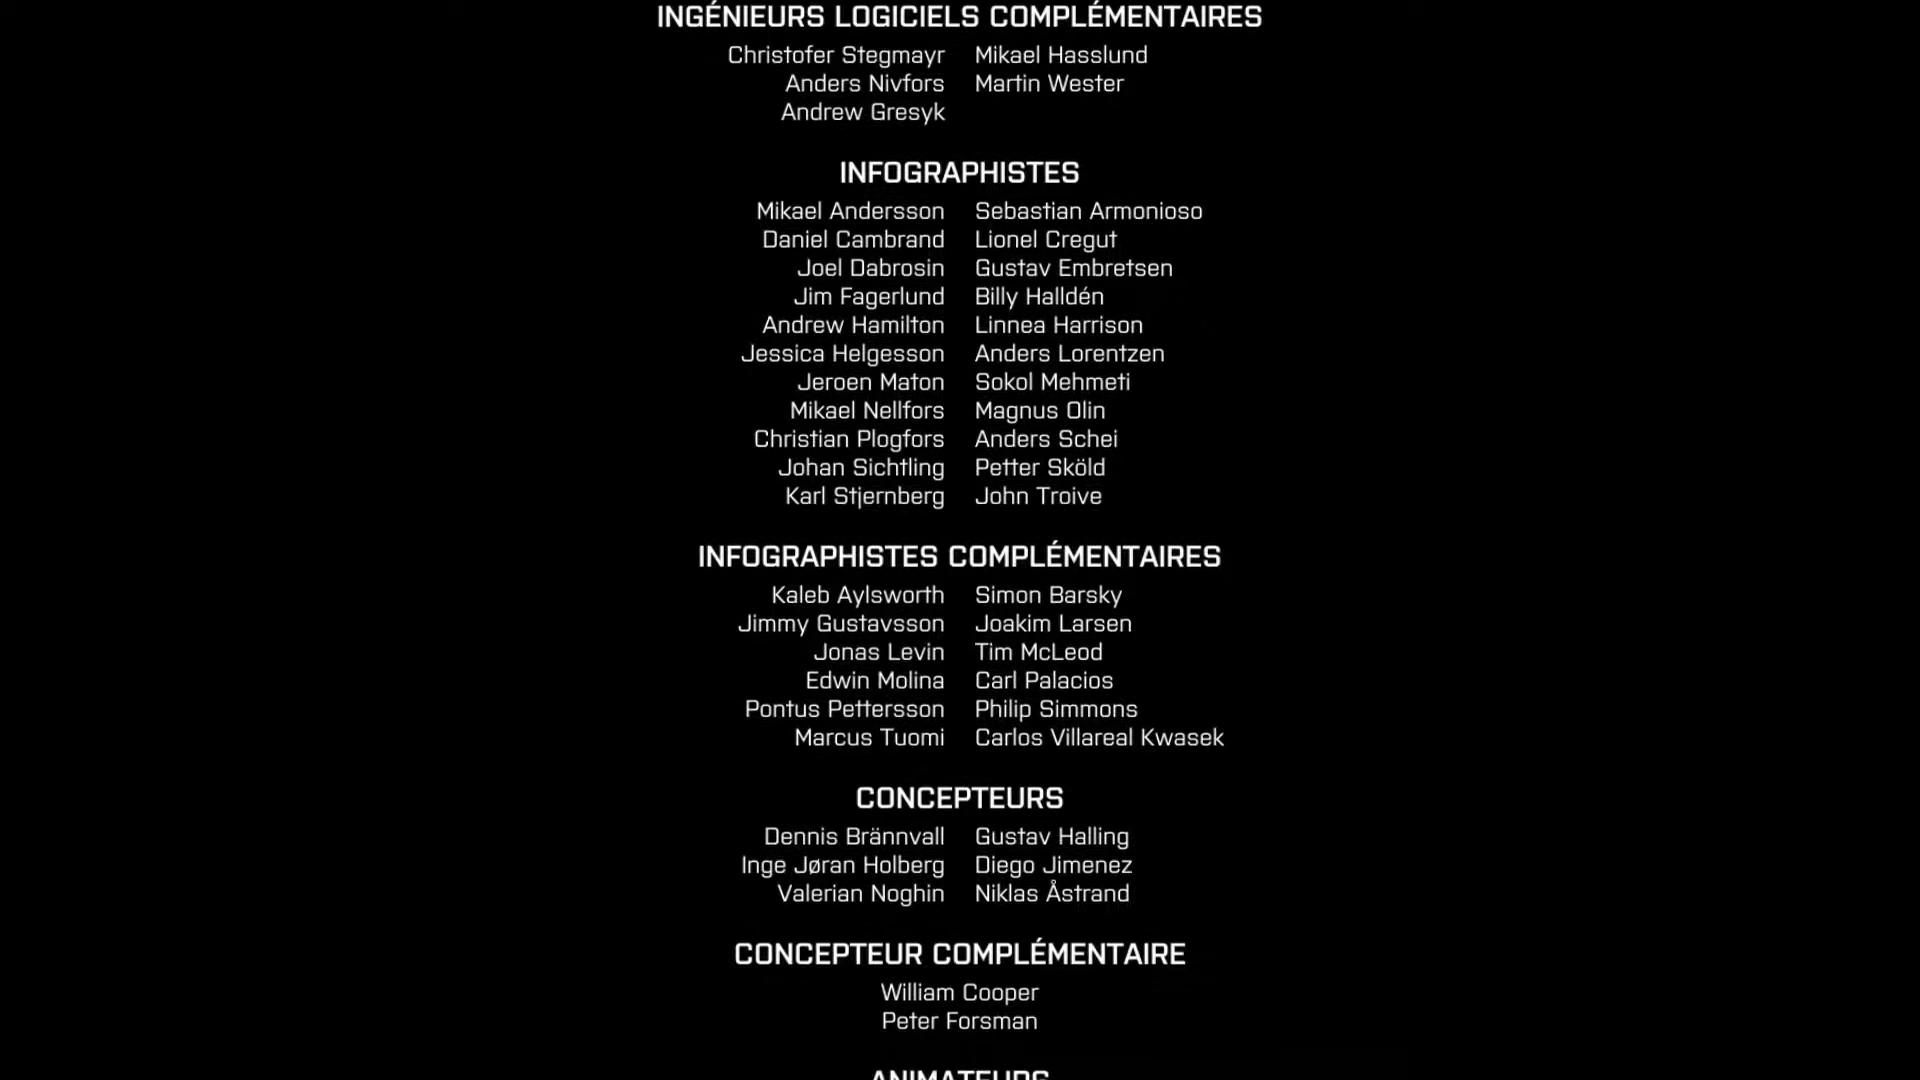 INGÉNIEURS LOGICIELS COMPLÉMENTAIRES
Christofer Stegmayr Mikael Hasslund
Anders Nivfors Martin Wester
Andrew Gresyk
INFOGRAPHISTES
Mikael Andersson Sebastian Armonioso
Daniel Cambrand Lionel Cregut
Joel Dabrosin Gustav Embretsen
Jim Fagerlund Billy Halldén
Andrew Hamilton Linnea Harrison
Jessica Helgesson Anders Lorentzen
Jeroen Maton Sokol Mehmeti
Mikael Nellfors Magnus Olin
Christian Plogfors Anders Schei
Johan Sichtling Petter Sköld
Karl Stjernberg John Troive
INFOGRAPHISTES COMPLÉMENTAIRES
Kaleb Aylsworth Simon Barsky
Jimmy Gustavsson Joakim Larsen
Jonas Levin Tim McLeod
Edwin Molina Carl Palacios
Pontus Pettersson Philip Simmons
Marcus Tuomi Carlos Villareal Kwasek
CONCEPTEURS
Dennis Brännvall Gustav Halling
Inge Jøran Holberg Diego Jimenez
Valerian Noghin Niklas Åstrand
CONCEPTEUR COMPLÉMENTAIRE
William Cooper
Peter Forsman
ANIMATEURS